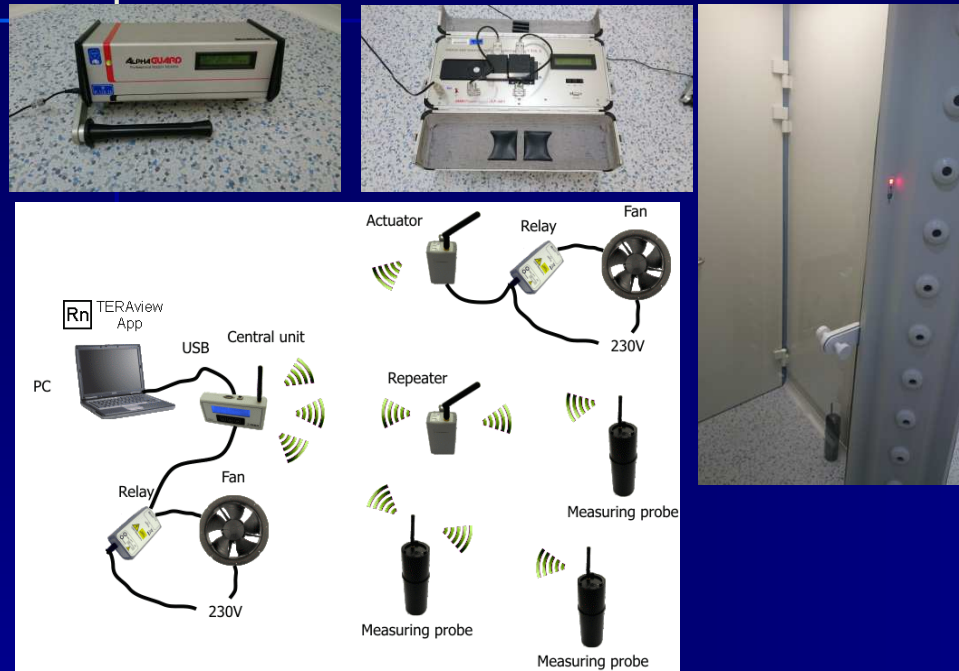 ALPHAGUARD
Actuator
Relay
Fan
230V
Rn TERAview
App
Central unit
USB
PC
Repeater
Relay
Fan
Measuring probe
230V
Measuring probe
Measuring probe